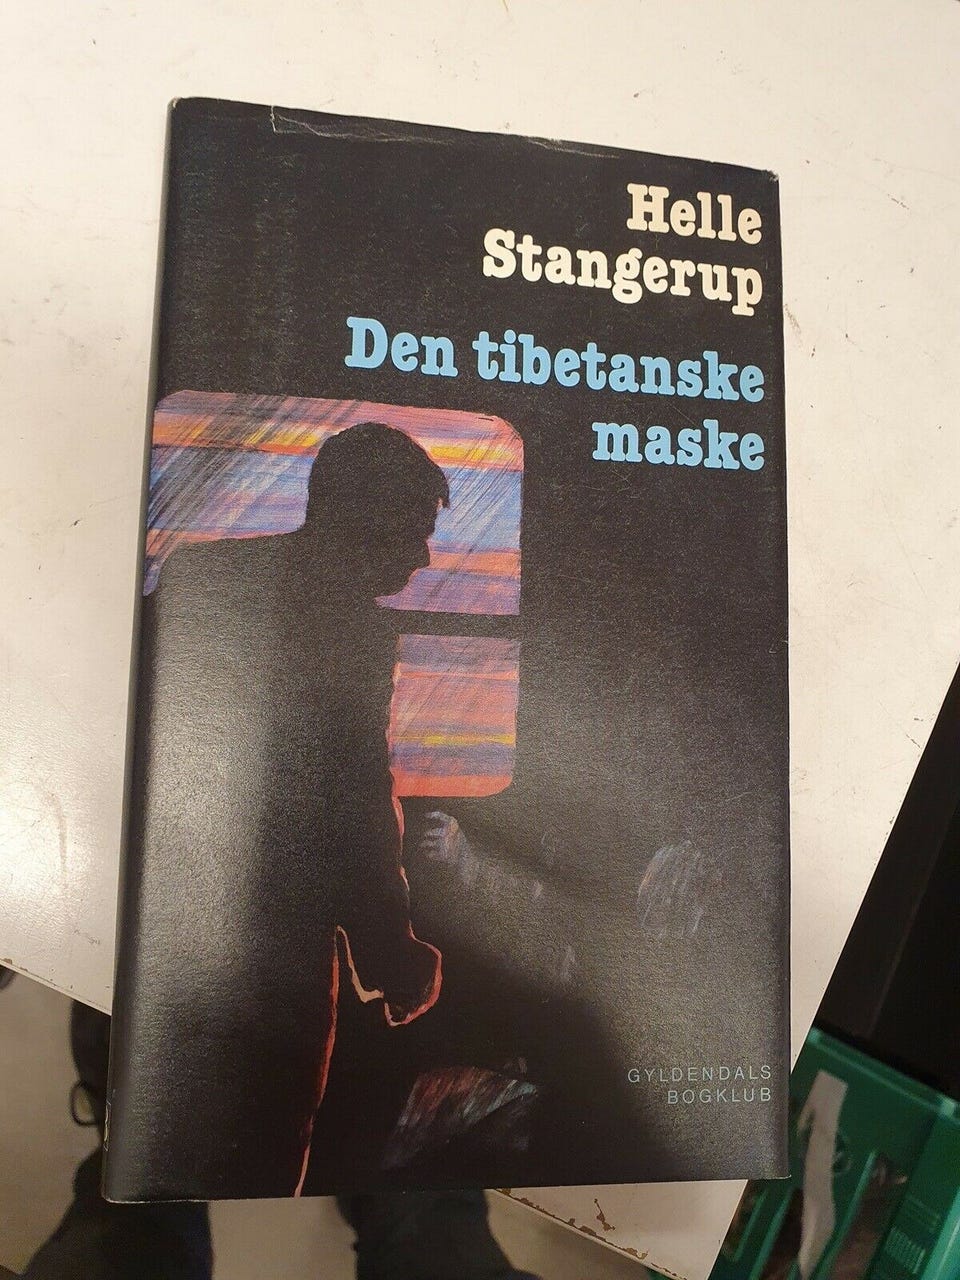 Helle
Stangerup
Den tibetanske
maske
GYLDENDALS
BOGKLUB